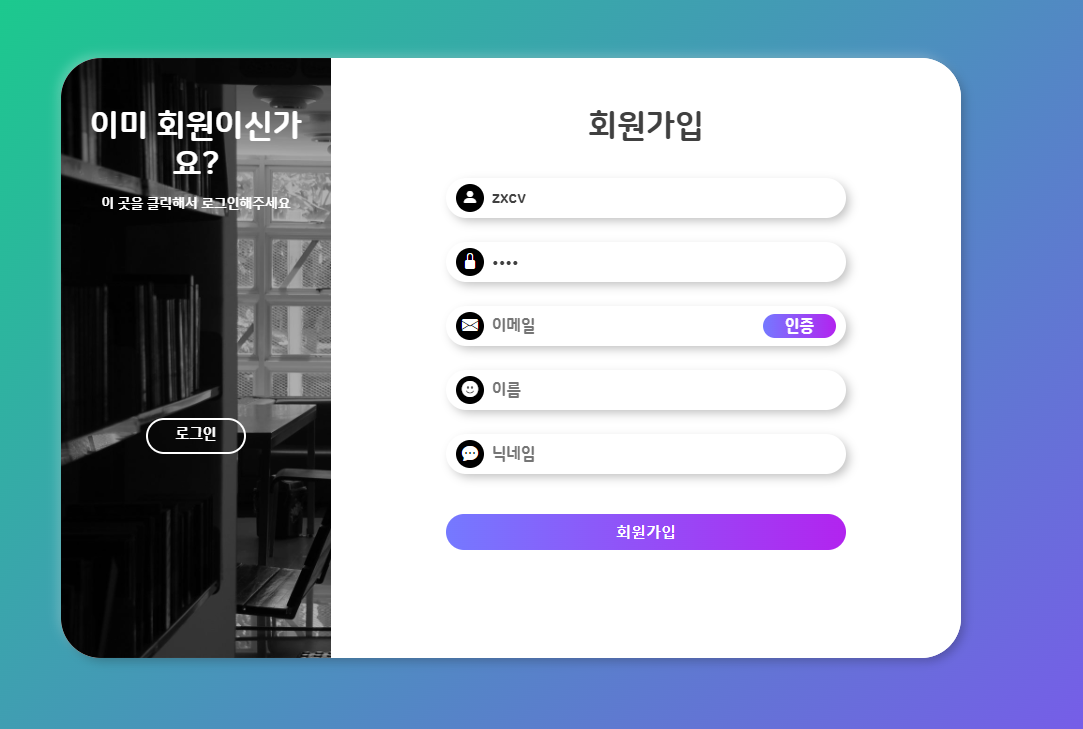 이미 회원이신가
요?
이 곳을 클릭해서 로그인해주세요
로그인
회원가입
zxcv
••••
이메일
인증
이름
닉네임
회원가입